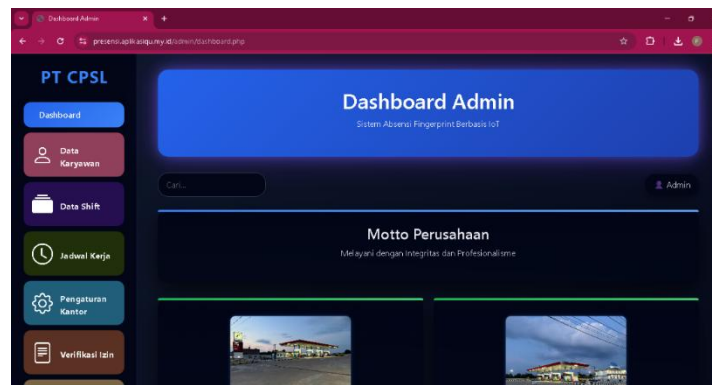 Dashboard Admin
presensi.aplikasiqu.my.id/admin/dashboard.php
PT CPSL
Dashboard
Data
Karyawan
Data Shift
Jadwal Kerja
Pengaturan
Kantor
Verifikasi Izin
Dashboard Admin
Sistem Absensi Fingerprint Berbasis IoT
Cari...
Admin
Motto Perusahaan
Melayani dengan Integritas dan Profesionalisme